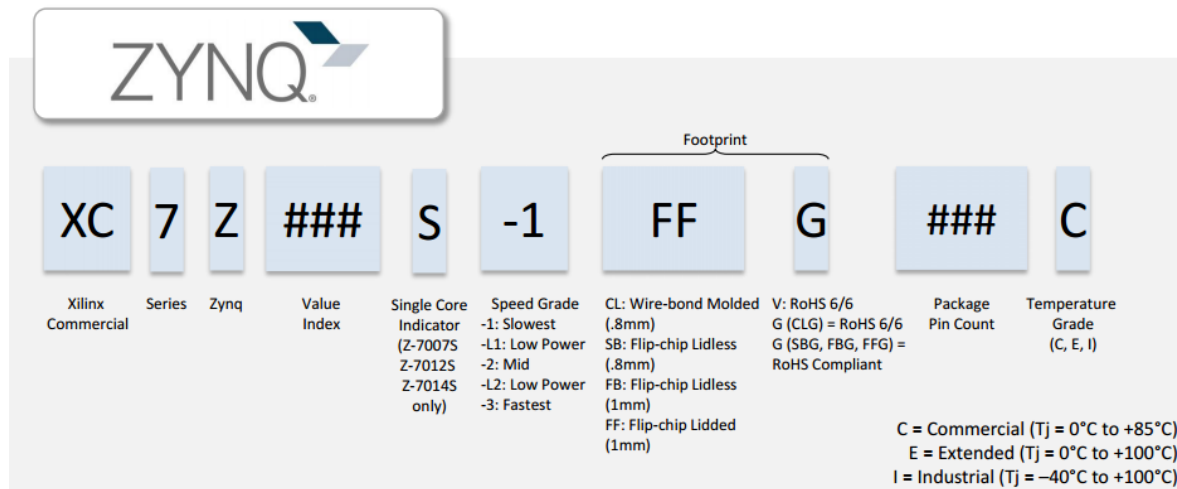 ZYNQ®
Footprint
XC 7 Z ### S -1 FF G ### C
Xilinx
Commercial
Series
Zynq
Value
Index
Single Core
Indicator
(Z-7007S
Z-7012S
Z-7014S
only)
Speed Grade
-1: Slowest
-L1: Low Power
-2: Mid
-L2: Low Power
-3: Fastest
CL: Wire-bond Molded
(.8mm)
SB: Flip-chip Lidless
(.8mm)
FB: Flip-chip Lidless
(1mm)
FF: Flip-chip Lidded
(1mm)
V: RoHS 6/6
G (CLG) = RoHS 6/6
G (SBG, FBG, FFG) =
RoHS Compliant
Package
Pin Count
Temperature
Grade
(C, E, I)
C = Commercial (Tj = 0°C to +85°C)
E = Extended (Tj = 0°C to +100°C)
I = Industrial (Tj = –40°C to +100°C)